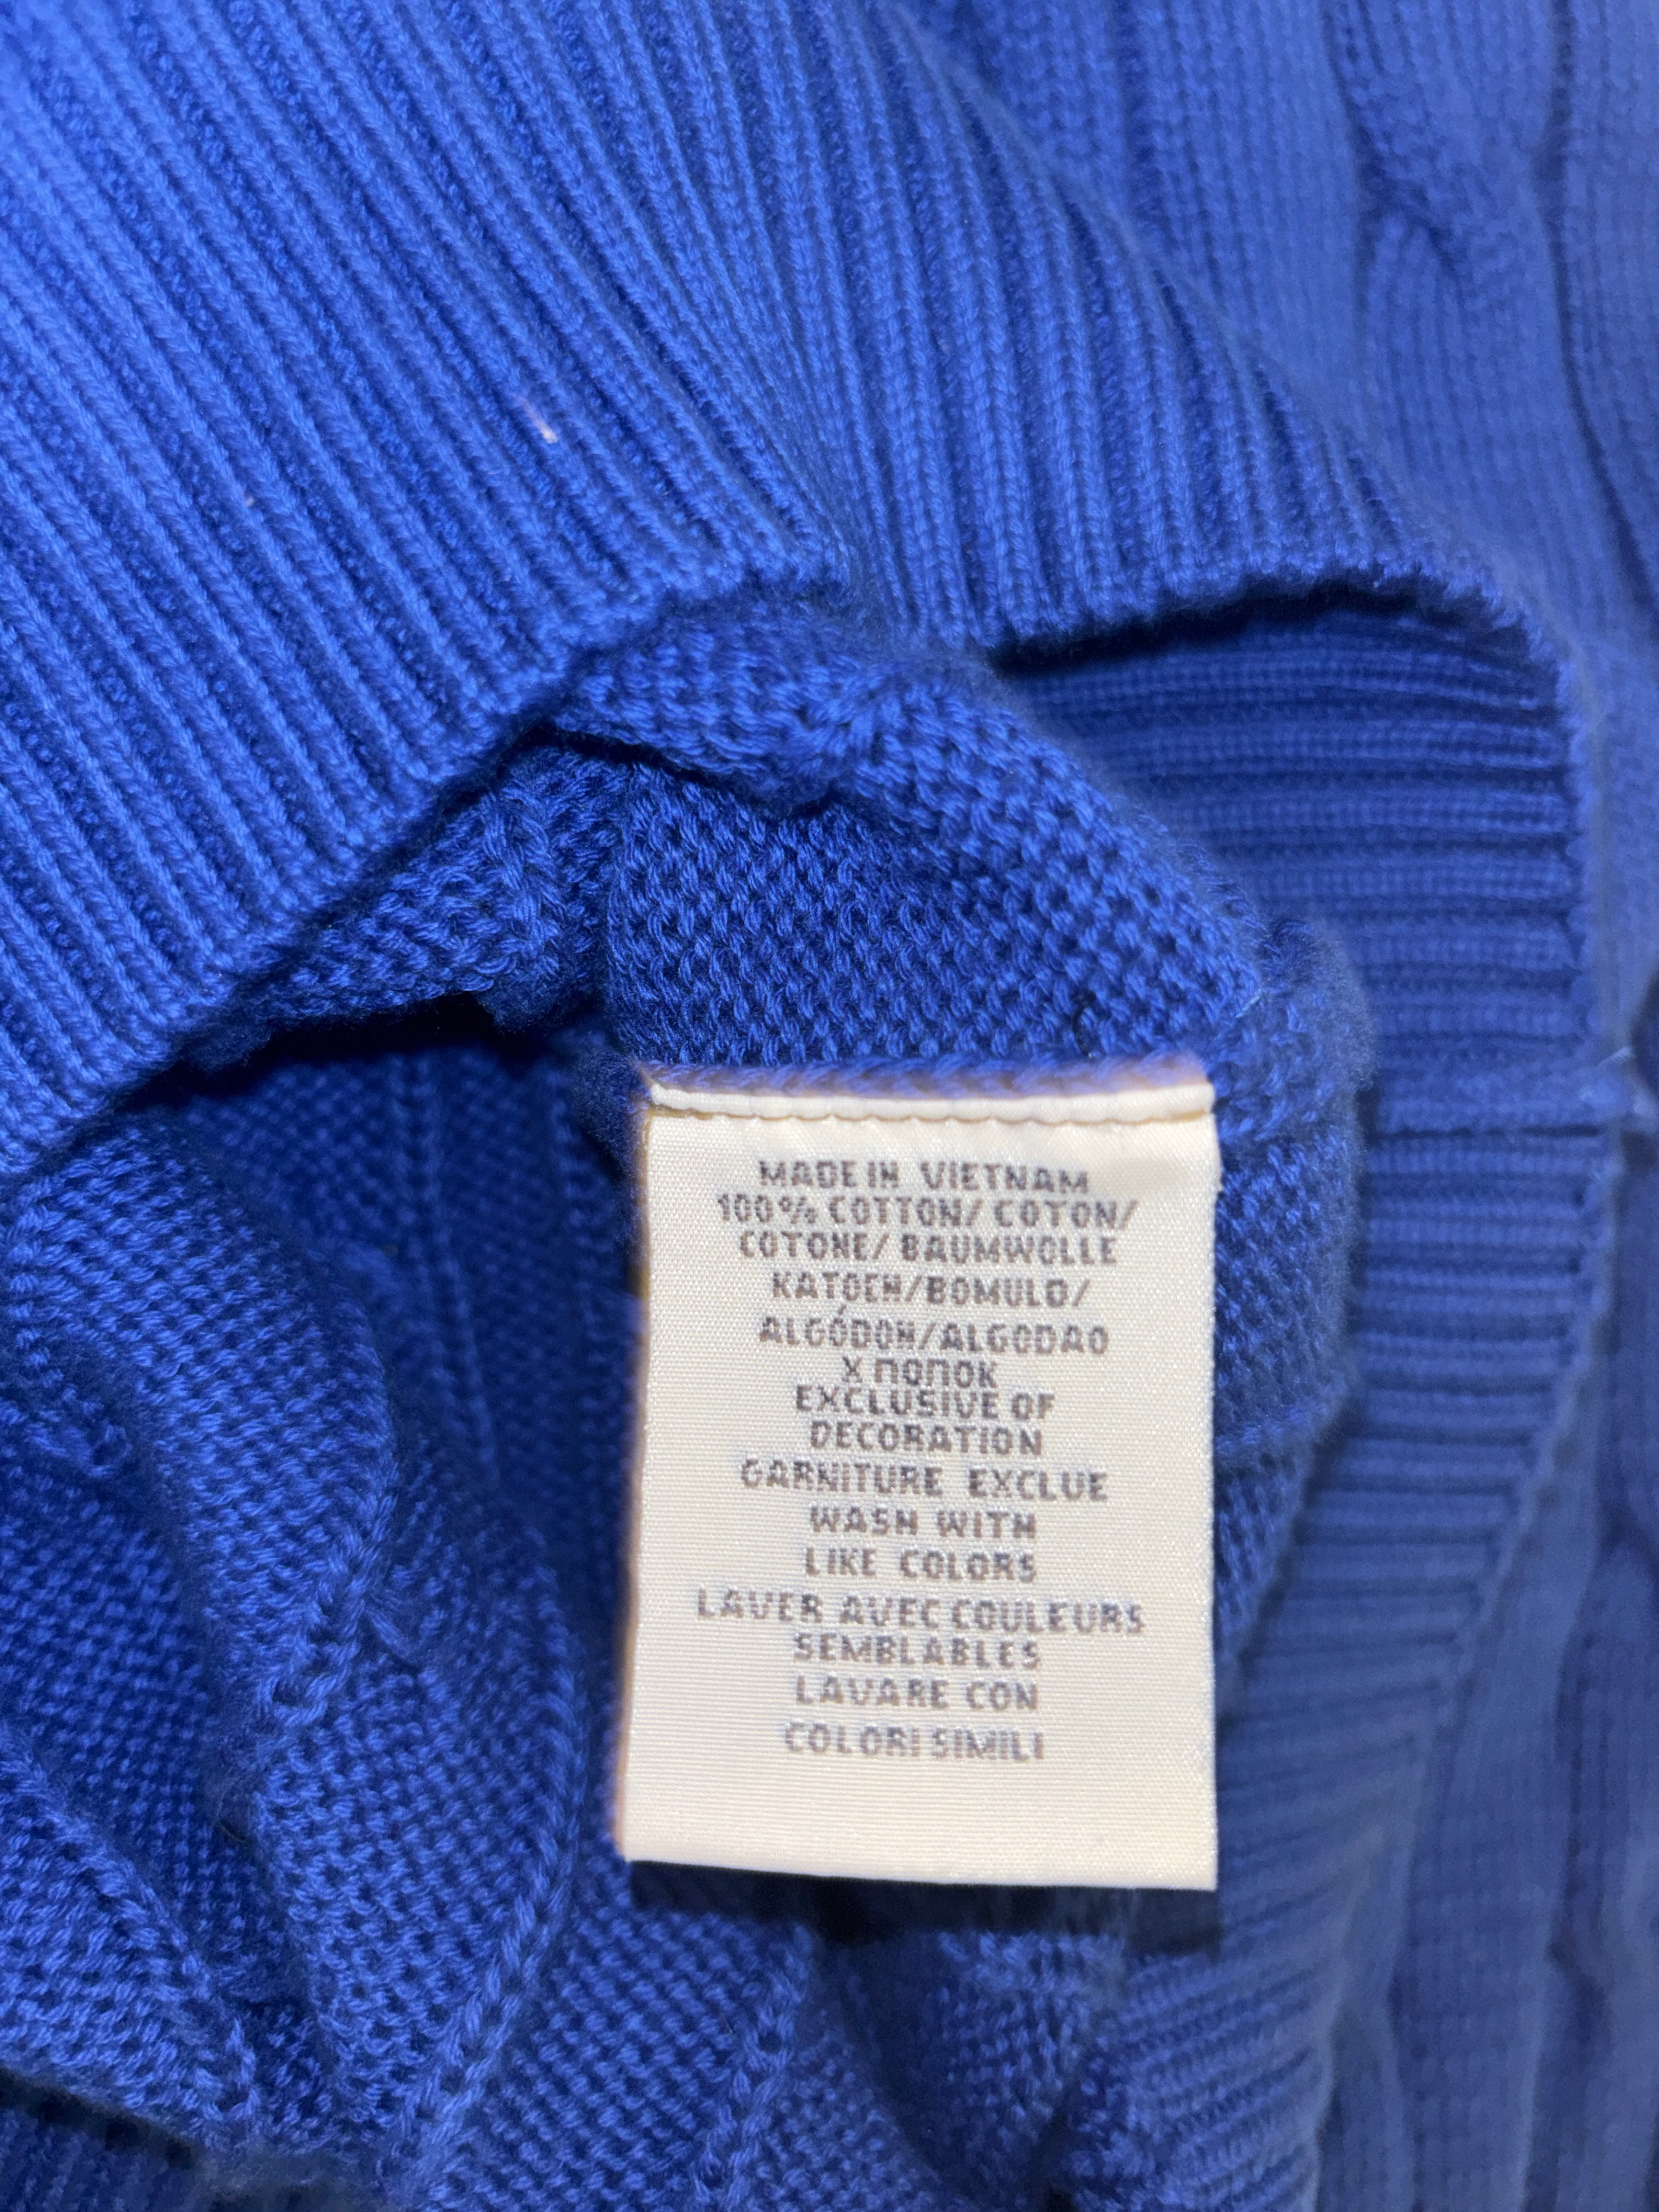 MADE IN VIETNAM
100% COTTON/ COTON/
COTONE/ BAUMWOLLE
KATOEN/BOMULD/
ALGÓDON/ALGODAO
X ΠΟΠΟΚ
EXCLUSIVE OF
DECORATION
GARNITURE EXCLUE
WASH WITH
LIKE COLORS
LAVER AVEC COULEURS
SEMBLABLES
LAVARE CON
COLORI SIMILI